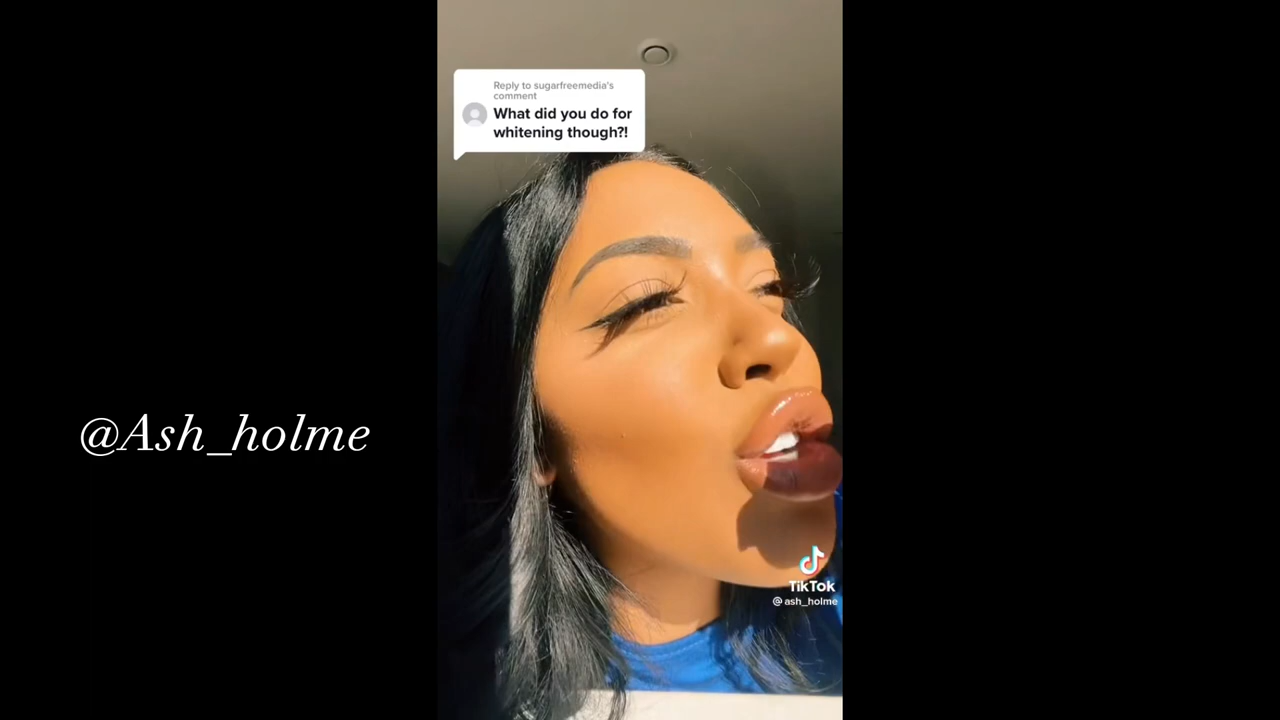 Reply to sugarfreemedia's
comment
What did you do for
whitening though?!
@Ash_holme
TikTok
@ash_holme